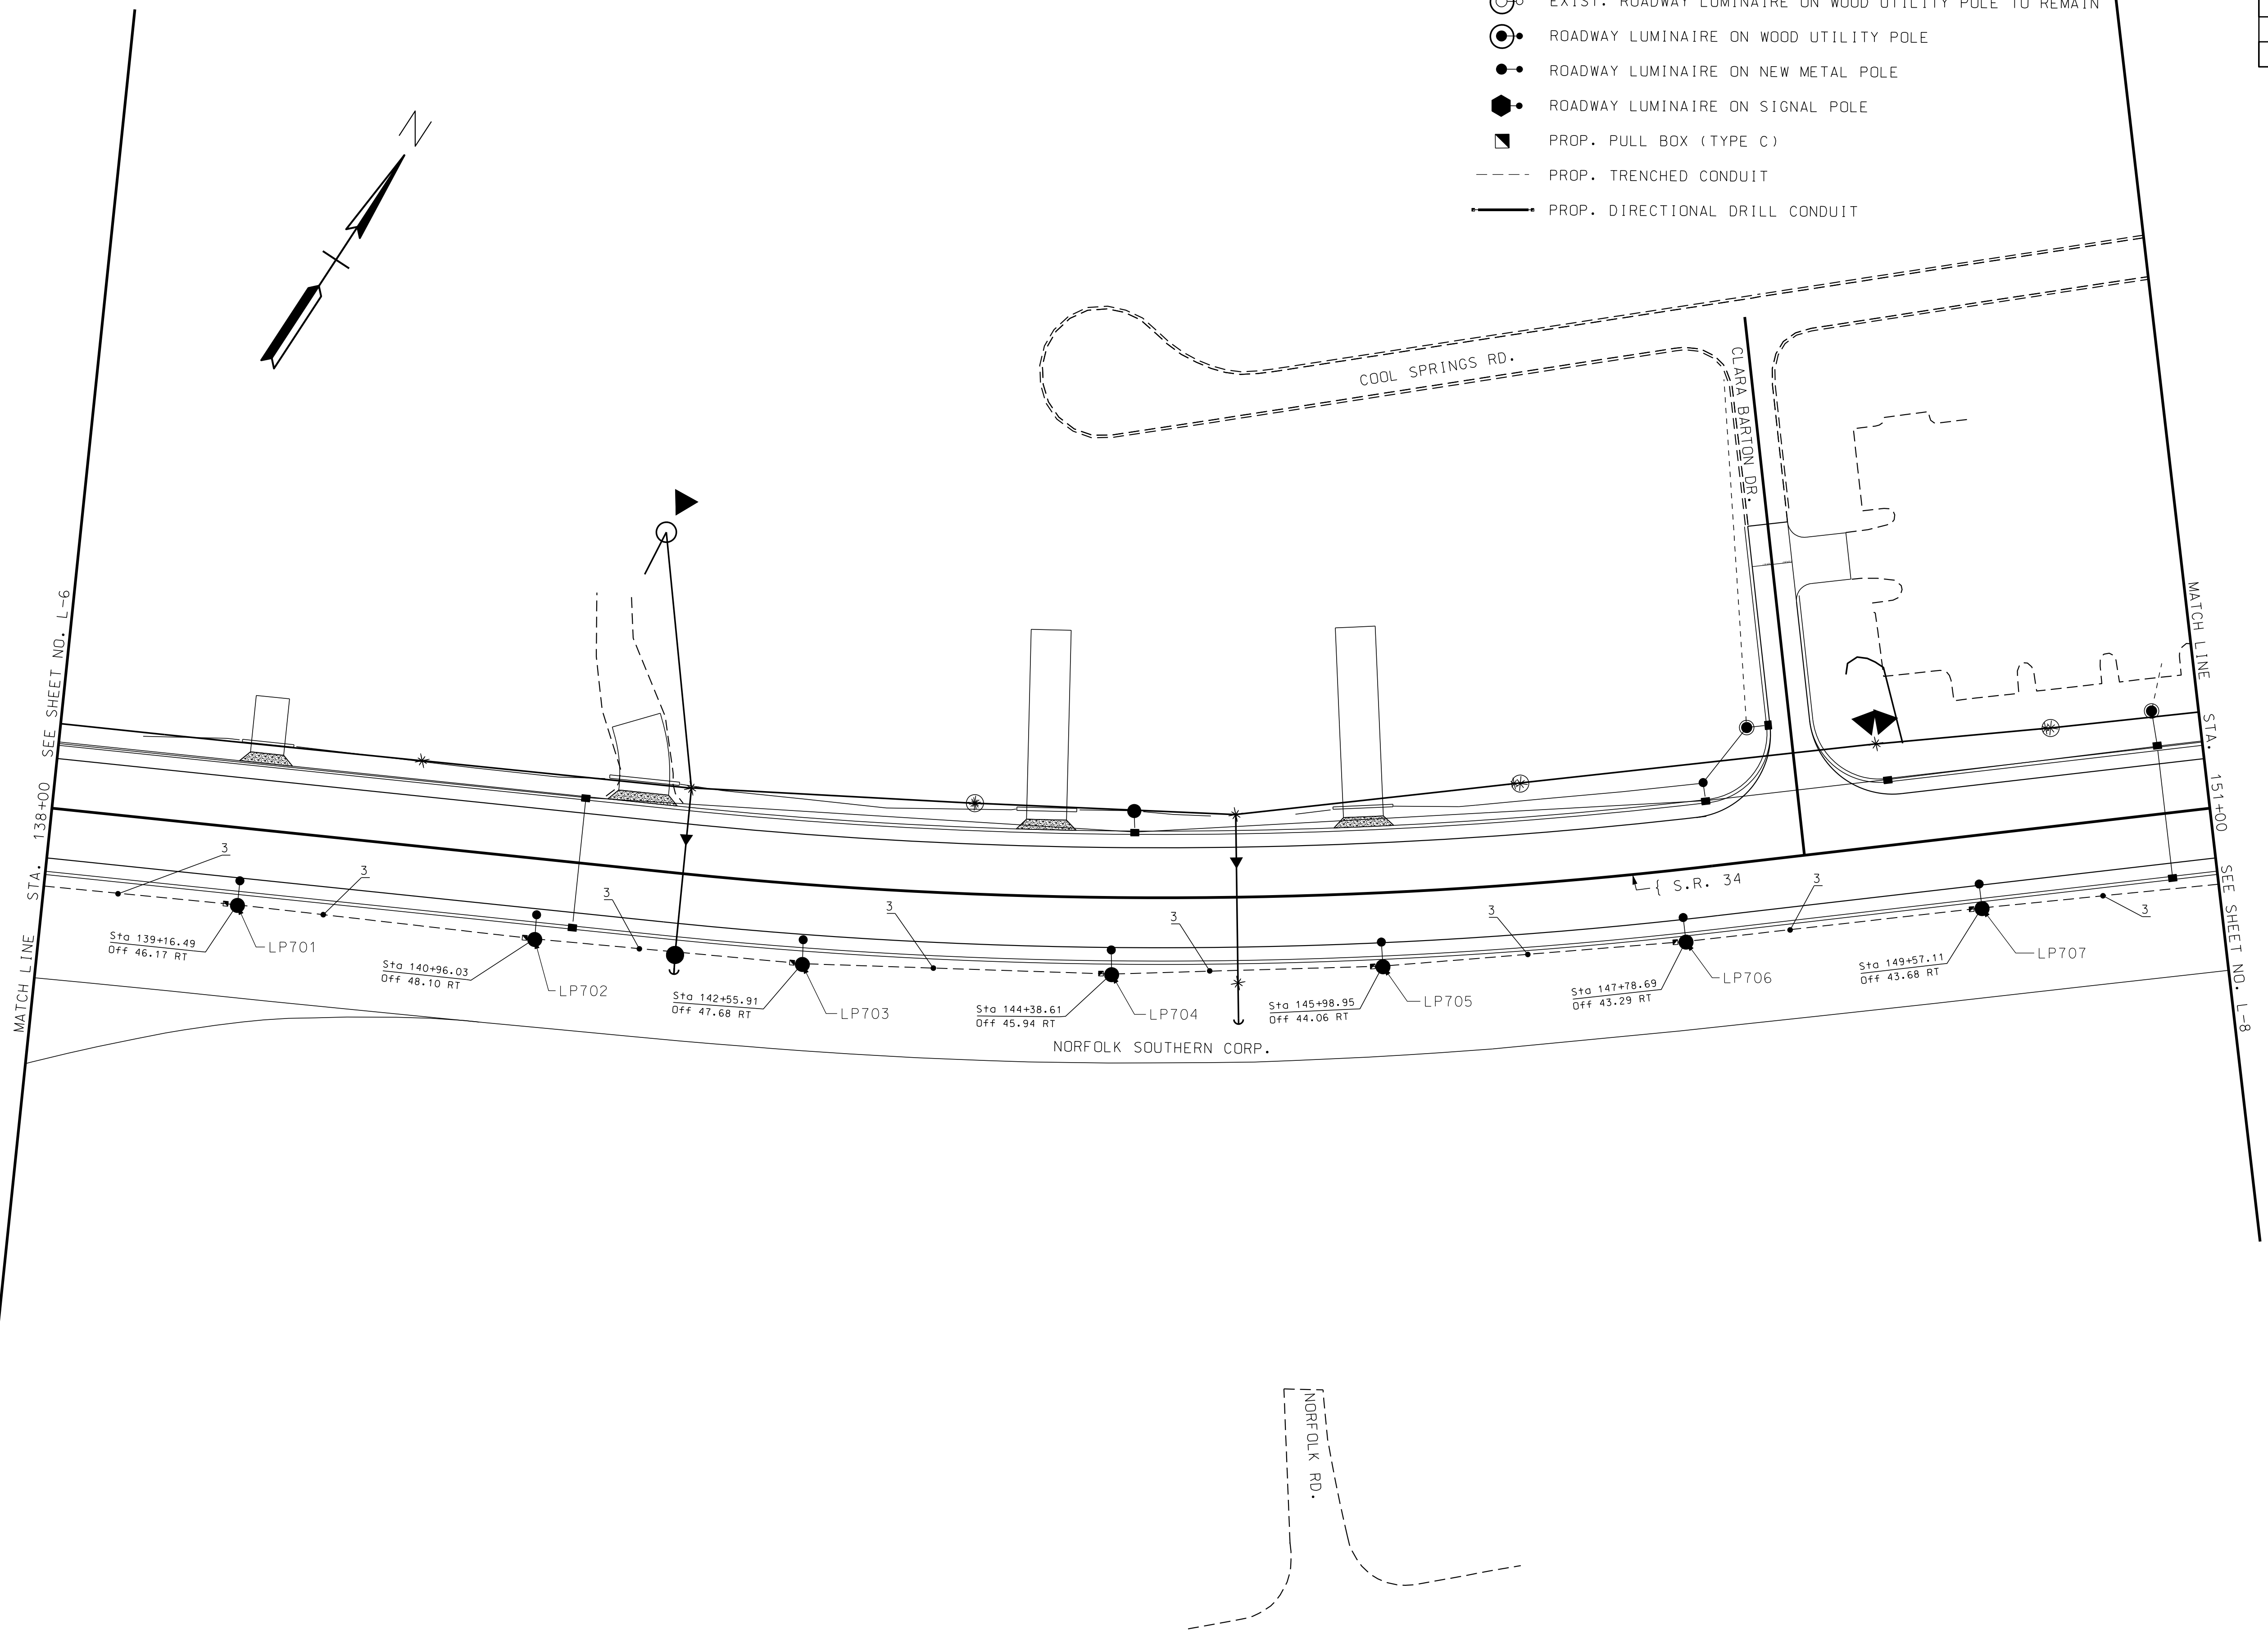 EXIST. ROADWAY LUMINAIRE ON WOOD UTILITY POLE TO REMAIN
ROADWAY LUMINAIRE ON WOOD UTILITY POLE
ROADWAY LUMINAIRE ON NEW METAL POLE
ROADWAY LUMINAIRE ON SIGNAL POLE
PROP. PULL BOX (TYPE C)
PROP. TRENCHED CONDUIT
PROP. DIRECTIONAL DRILL CONDUIT
N
COOL SPRINGS RD.
CLARA BARTON DR.
MATCH LINE STA. 138+00 SEE SHEET NO. L-6
MATCH LINE STA. 151+00 SEE SHEET NO. L-8
3
3
3
3
3
3
3
3
{ S.R. 34
Sta 139+16.49
Off 46.17 RT
LP701
Sta 140+96.03
Off 48.10 RT
LP702
Sta 142+55.91
Off 47.68 RT
LP703
Sta 144+38.61
Off 45.94 RT
LP704
Sta 145+98.95
Off 44.06 RT
LP705
Sta 147+78.69
Off 43.29 RT
LP706
Sta 149+57.11
Off 43.68 RT
LP707
NORFOLK SOUTHERN CORP.
NORFOLK RD.